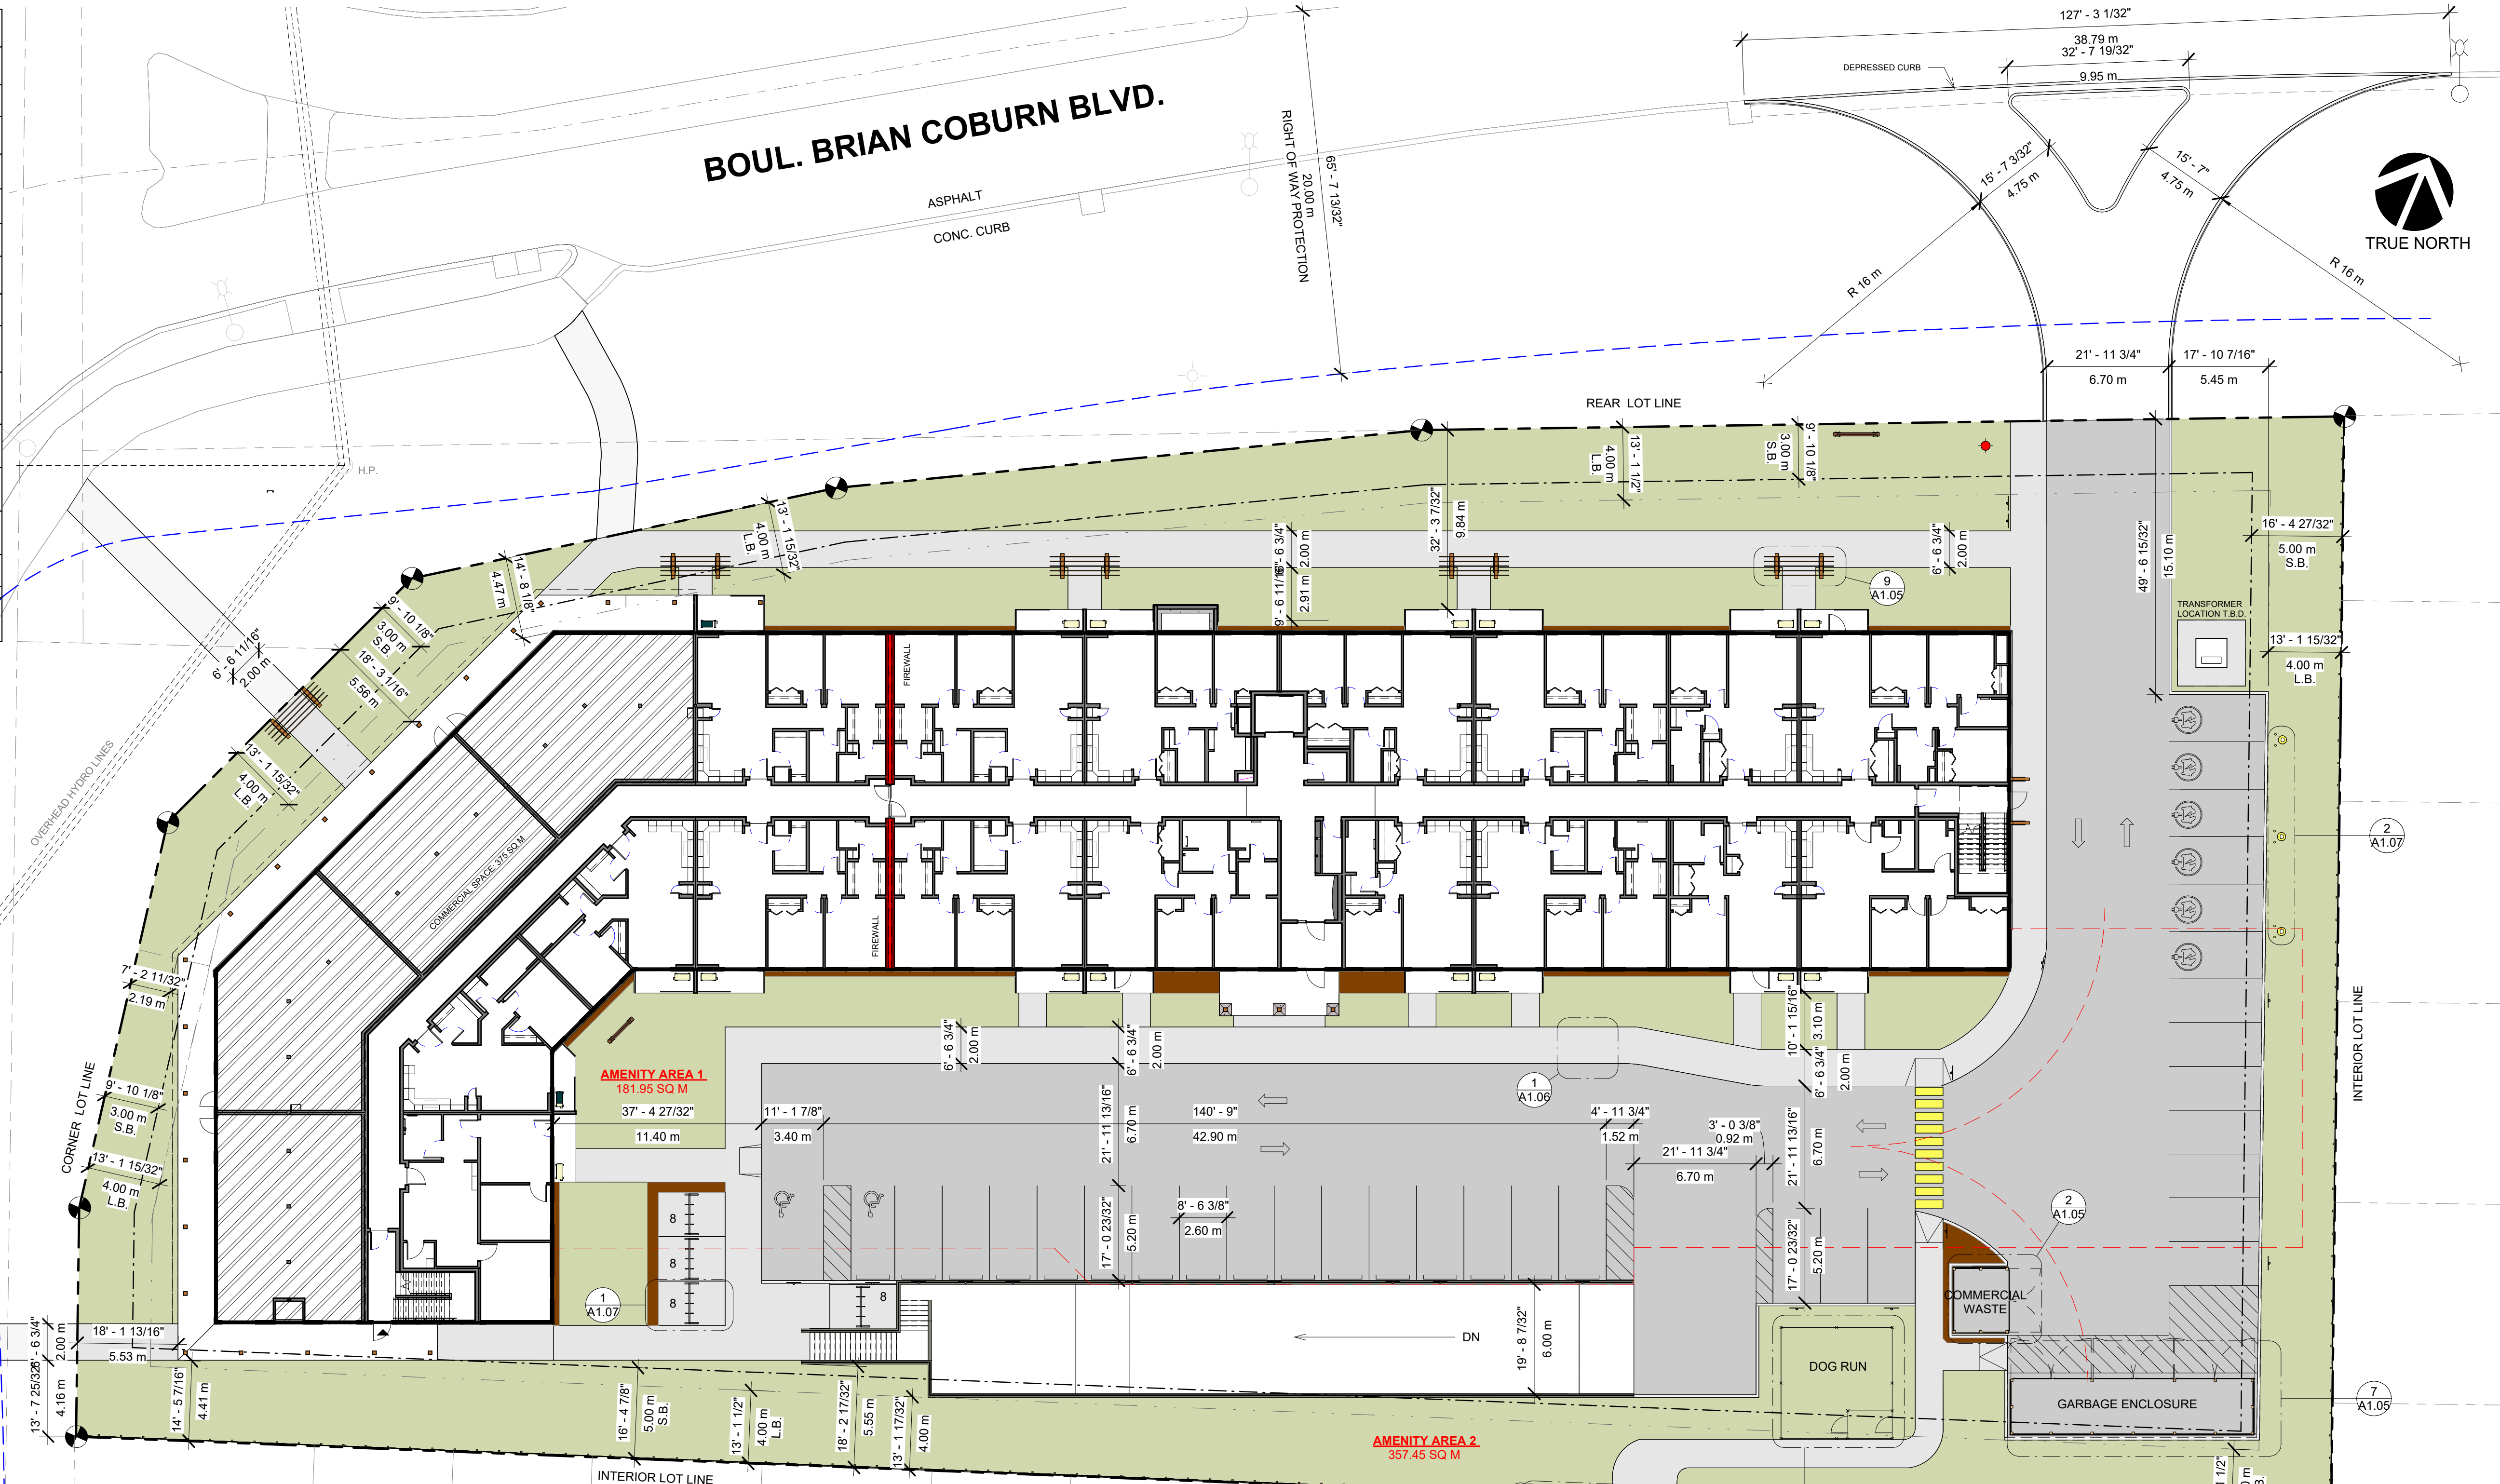 127' - 3 1/32"
38.79 m
32' - 7 19/32"
9.95 m
DEPRESSED CURB
BOUL. BRIAN COBURN BLVD.
ASPHALT
CONC. CURB
RIGHT OF WAY PROTECTION
20.00 m
65' - 7 13/32"
15' - 7 3/32"
4.75 m
15' - 7"
4.75 m
TRUE NORTH
R 16 m
R 16 m
21' - 11 3/4"
6.70 m
17' - 10 7/16"
5.45 m
REAR LOT LINE
H.P.
OVERHEAD HYDRO LINES
13' - 1 1/2"
4.00 m
L.B.
9' - 10 1/8"
3.00 m
S.B.
32' - 3 7/32"
9.84 m
13' - 1 15/32"
4.00 m
L.B.
14' - 8 1/8"
4.47 m
6' - 6 3/4"
2.00 m
9' - 6 11/16"
2.91 m
6' - 6 3/4"
2.00 m
9
A1.05
49' - 6 15/32"
15.10 m
16' - 4 27/32"
5.00 m
S.B.
TRANSFORMER
LOCATION T.B.D.
13' - 1 15/32"
4.00 m
L.B.
9' - 10 1/8"
3.00 m
S.B.
18' - 3 1/16"
5.56 m
6' - 6 11/16"
2.00 m
13' - 1 15/32"
4.00 m
L.B.
FIREWALL
FIREWALL
COMMERCIAL SPACE: 375 SQ M
2
A1.07
7' - 2 11/32"
2.19 m
CORNER LOT LINE
9' - 10 1/8"
3.00 m
S.B.
13' - 1 15/32"
4.00 m
L.B.
INTERIOR LOT LINE
AMENITY AREA 1
181.95 SQ M
37' - 4 27/32"
11.40 m
11' - 1 7/8"
3.40 m
6' - 6 3/4"
2.00 m
6' - 6 3/4"
2.00 m
21' - 11 13/16"
6.70 m
140' - 9"
42.90 m
1
A1.06
4' - 11 3/4"
1.52 m
3' - 0 3/8"
0.92 m
21' - 11 3/4"
6.70 m
10' - 1 15/16"
3.10 m
6' - 6 3/4"
2.00 m
21' - 11 13/16"
6.70 m
17' - 0 23/32"
5.20 m
8' - 6 3/8"
2.60 m
17' - 0 23/32"
5.20 m
2
A1.05
8
8
8
8
1
A1.07
COMMERCIAL
WASTE
DN
19' - 8 7/32"
6.00 m
DOG RUN
GARBAGE ENCLOSURE
7
A1.05
6' - 6 3/4"
2.00 m
18' - 1 13/16"
5.53 m
13' - 7 25/32"
4.16 m
14' - 5 7/16"
4.41 m
16' - 4 7/8"
5.00 m
S.B.
13' - 1 1/2"
4.00 m
L.B.
18' - 2 17/32"
5.55 m
13' - 1 17/32"
4.00 m
AMENITY AREA 2
357.45 SQ M
INTERIOR LOT LINE